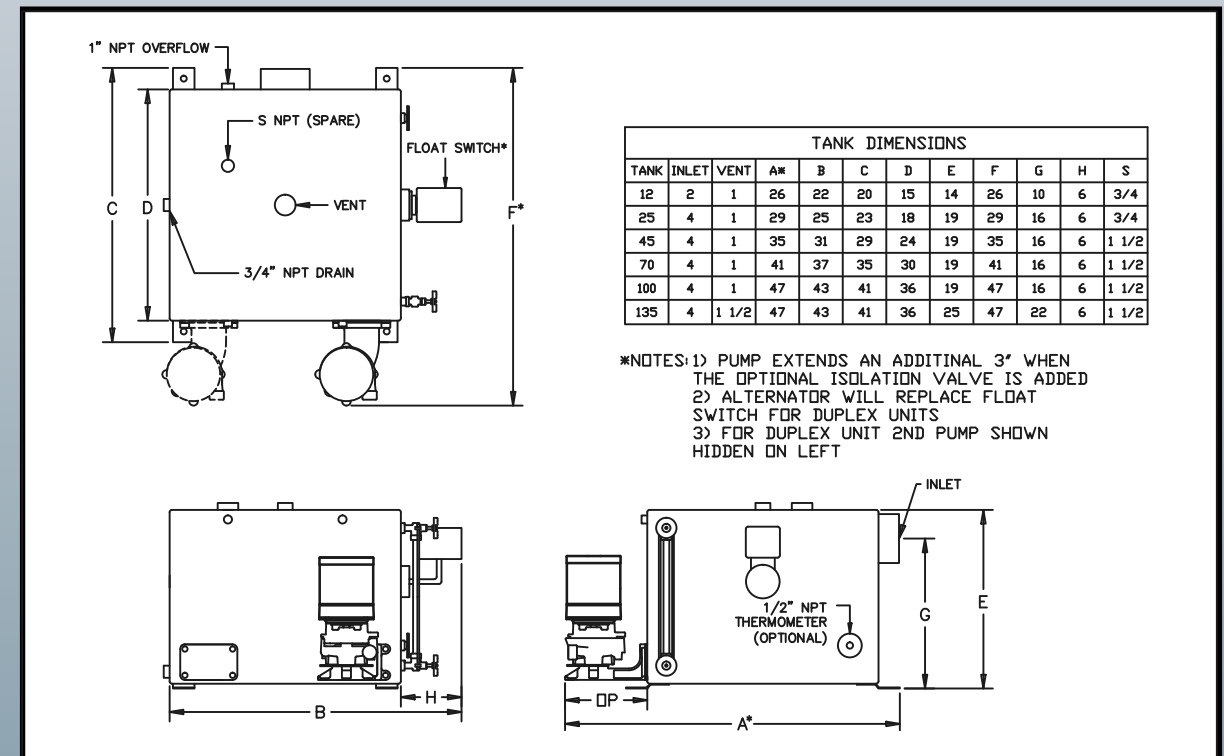 1" NPT OVERFLOW
S NPT (SPARE)
FLOAT SWITCH*
C
D
VENT
F*
3/4" NPT DRAIN
TANK DIMENSIONS
TANK INLET VENT A* B C D E F G H S
12 2 1 26 22 20 15 14 26 10 6 3/4
25 4 1 29 25 23 18 19 29 16 6 3/4
45 4 1 35 31 29 24 19 35 16 6 1 1/2
70 4 1 41 37 35 30 19 41 16 6 1 1/2
100 4 1 47 43 41 36 19 47 16 6 1 1/2
135 4 1 1/2 47 43 41 36 25 47 22 6 1 1/2
*NOTES: 1) PUMP EXTENDS AN ADDITINAL 3" WHEN
THE OPTIONAL ISOLATION VALVE IS ADDED
2) ALTERNATOR WILL REPLACE FLOAT
SWITCH FOR DUPLEX UNITS
3) FOR DUPLEX UNIT 2ND PUMP SHOWN
HIDDEN ON LEFT
H
B
INLET
1/2" NPT
THERMOMETER
(OPTIONAL)
G
E
OP
A*